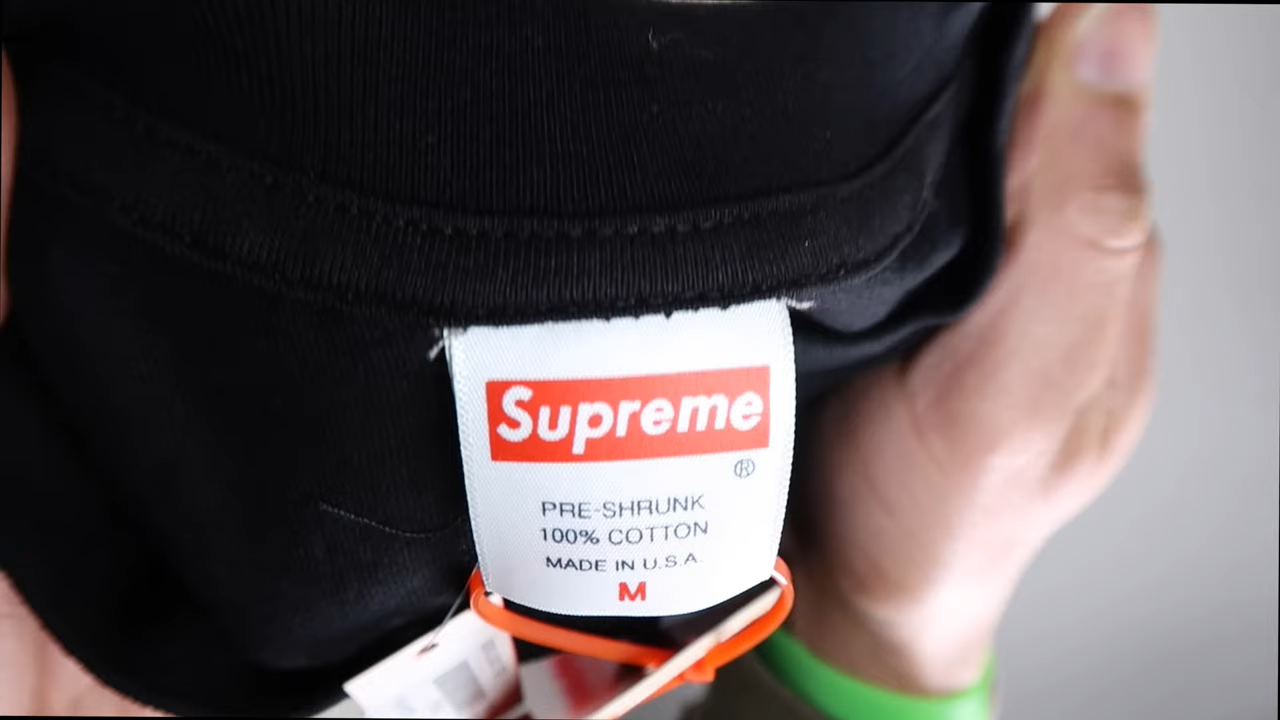 Supreme
®
PRE-SHRUNK
100% COTTON
MADE IN U.S.A.
M